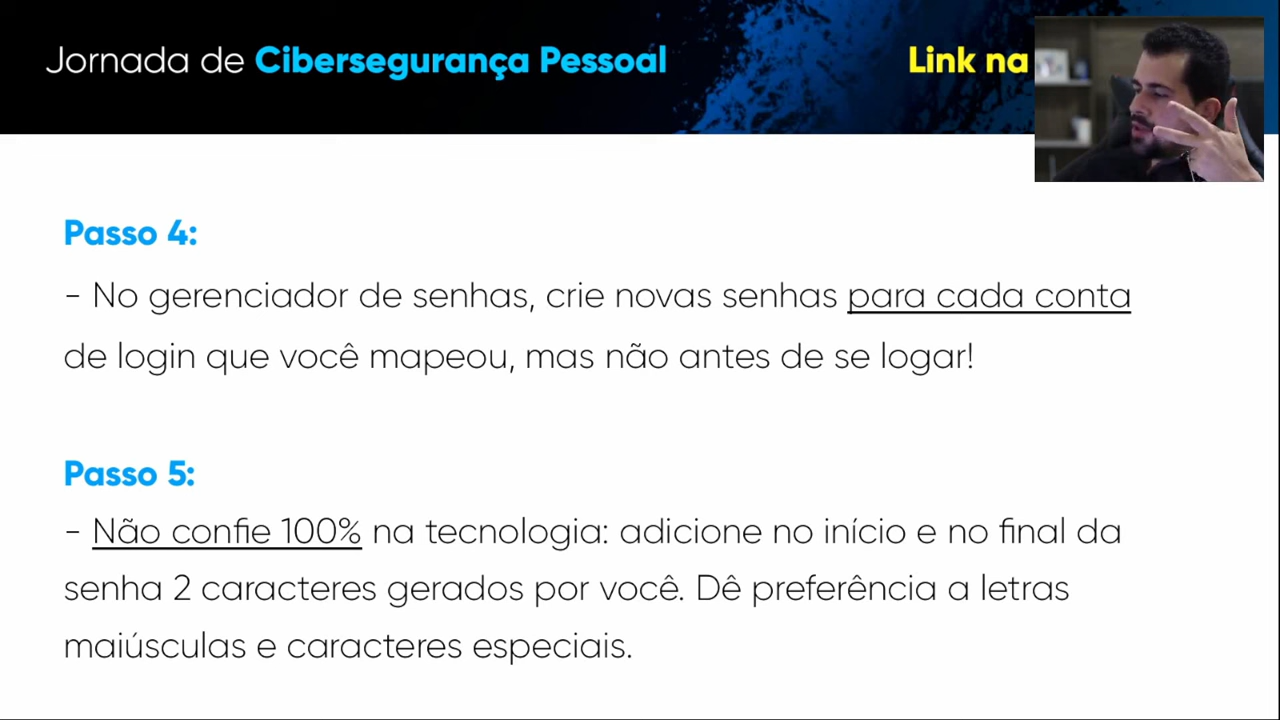 Jornada de Cibersegurança Pessoal
Link na
Passo 4:
- No gerenciador de senhas, crie novas senhas para cada conta
de login que você mapeou, mas não antes de se logar!
Passo 5:
- Não confie 100% na tecnologia: adicione no início e no final da
senha 2 caracteres gerados por você. Dê preferência a letras
maiúsculas e caracteres especiais.